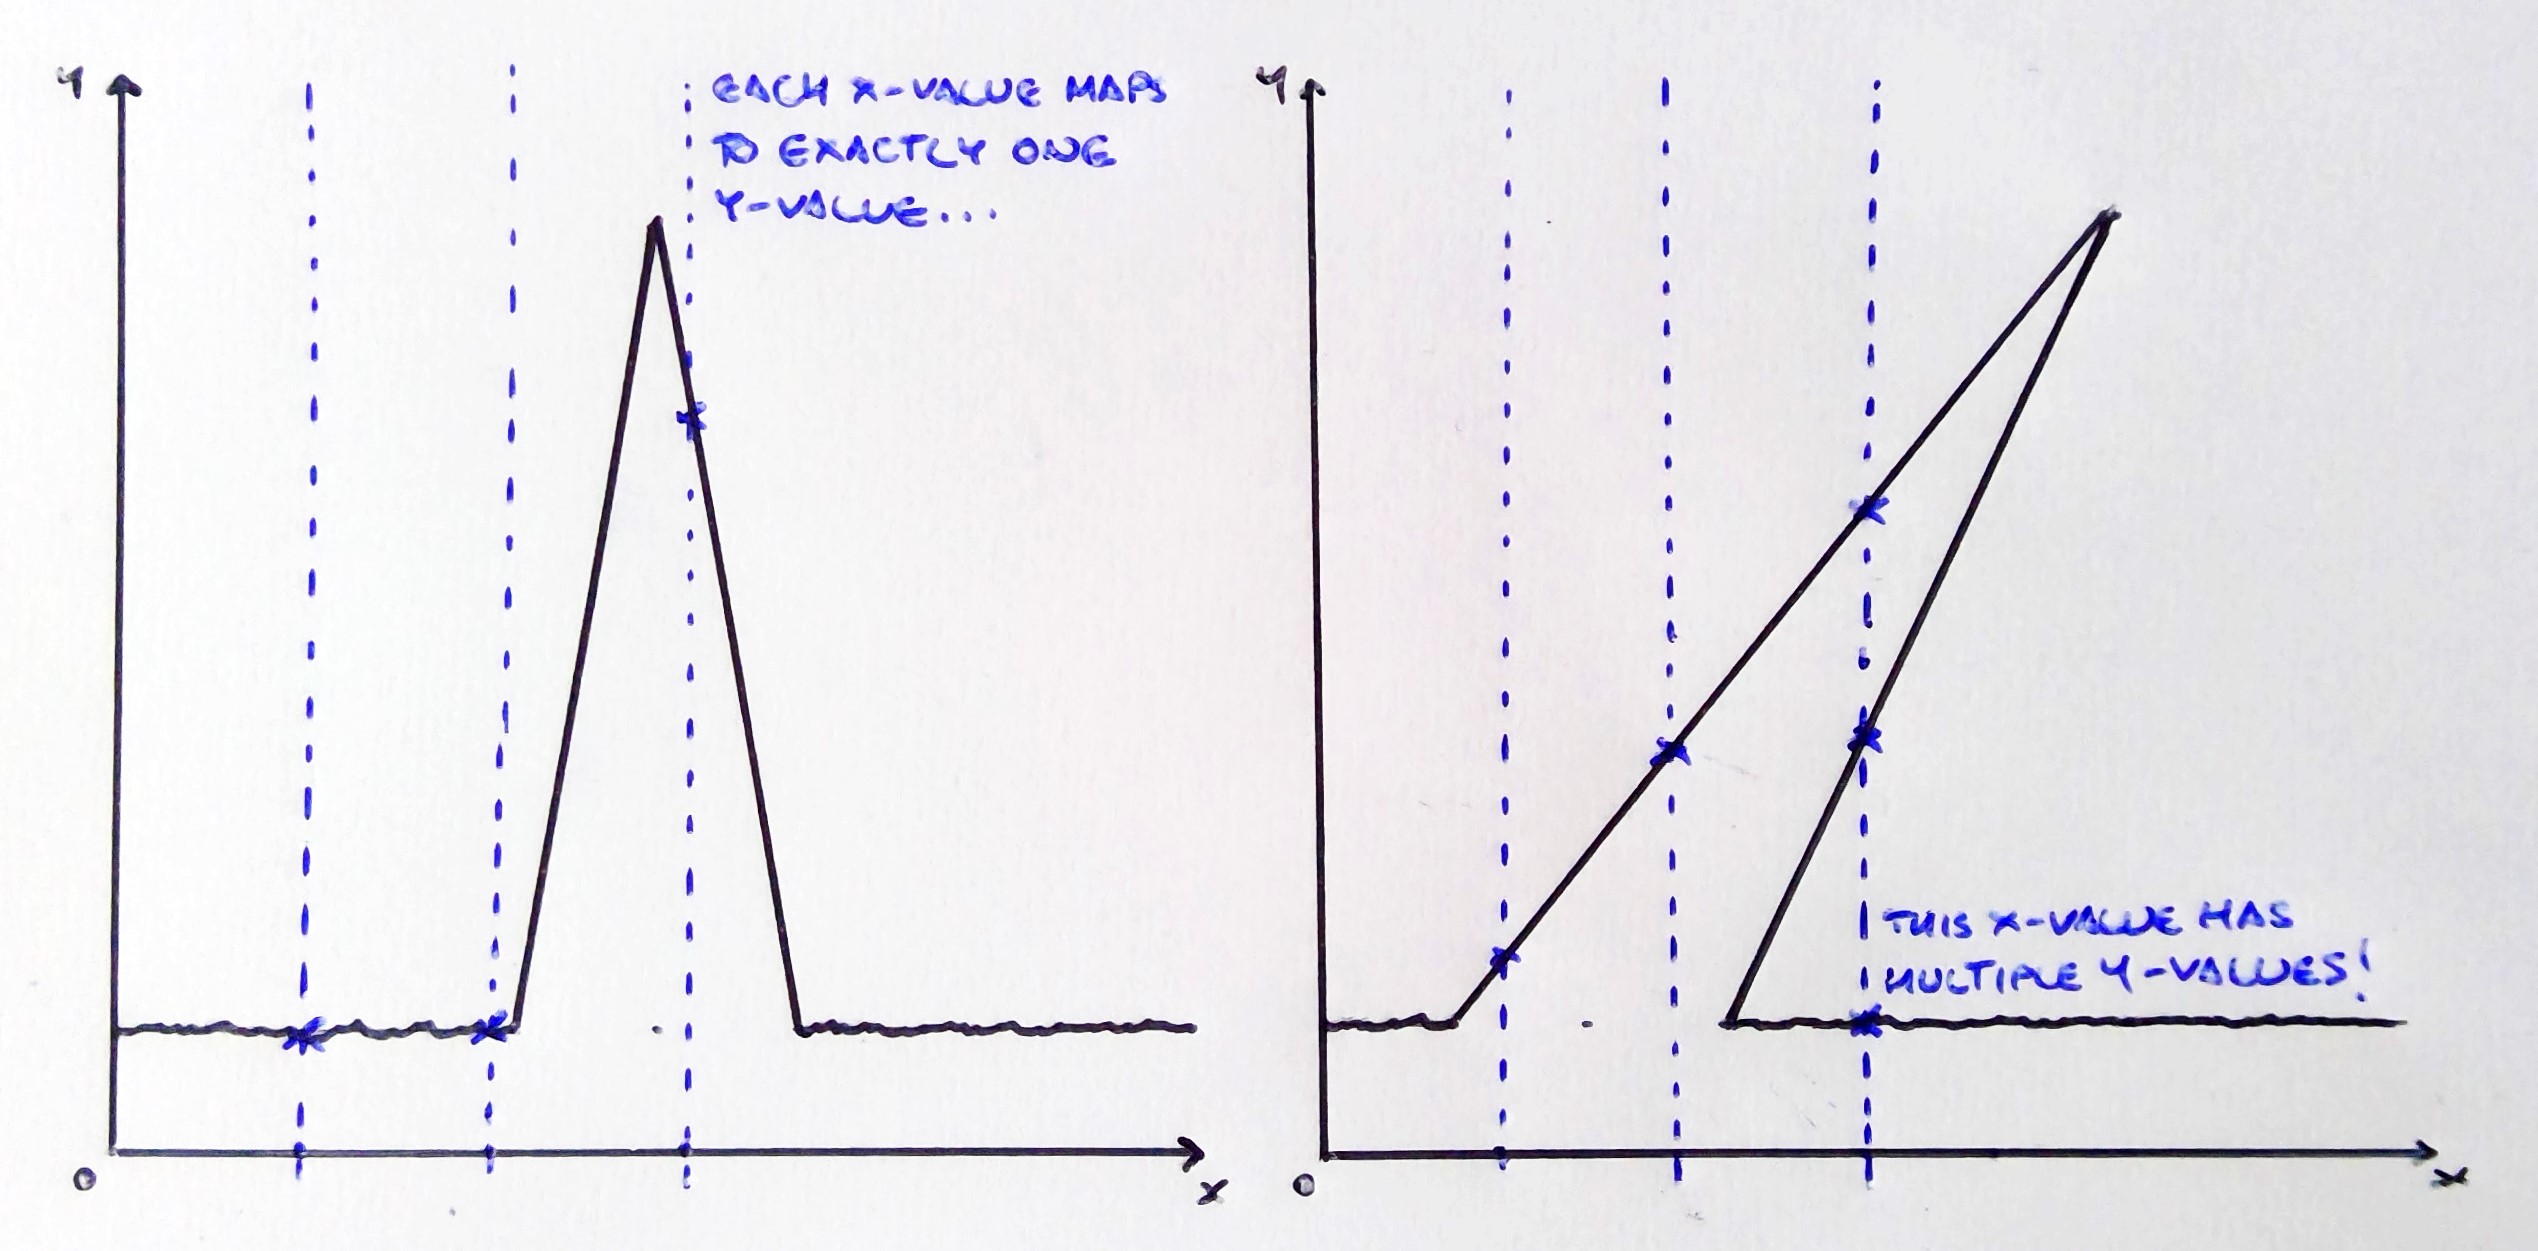 Y
EACH X-VALUE MAPS
TO EXACTLY ONE
Y-VALUE...
0
X
Y
THIS X-VALUE HAS
MULTIPLE Y-VALUES!
0
X